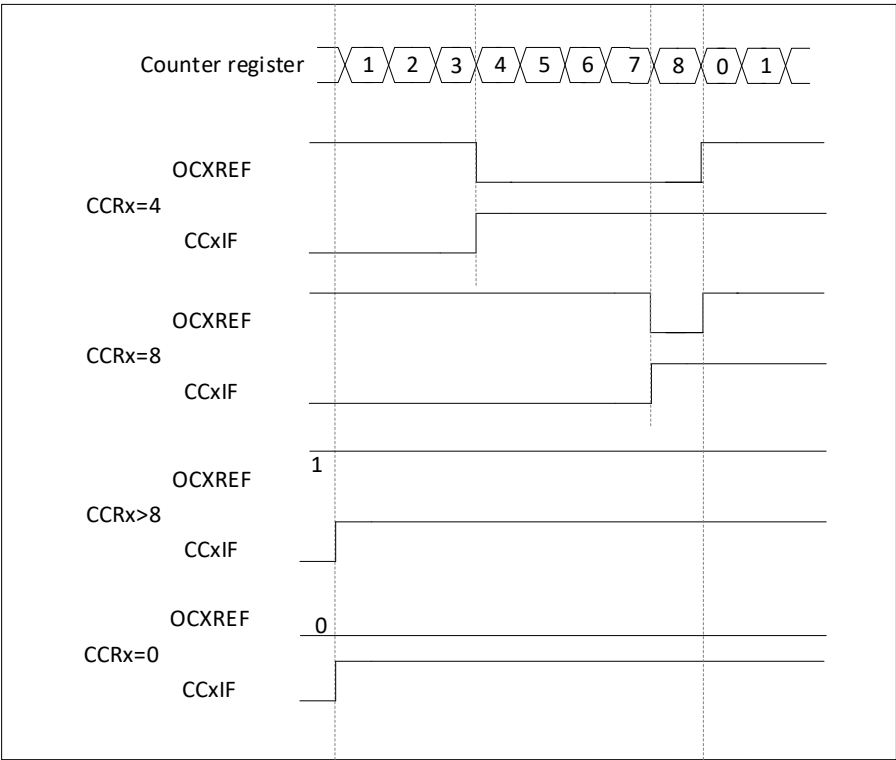 Counter register 1 2 3 4 5 6 7 8 0 1
OCXREF
CCRx=4
CCxIF
OCXREF
CCRx=8
CCxIF
1
OCXREF
CCRx>8
CCxIF
OCXREF 0
CCRx=0
CCxIF